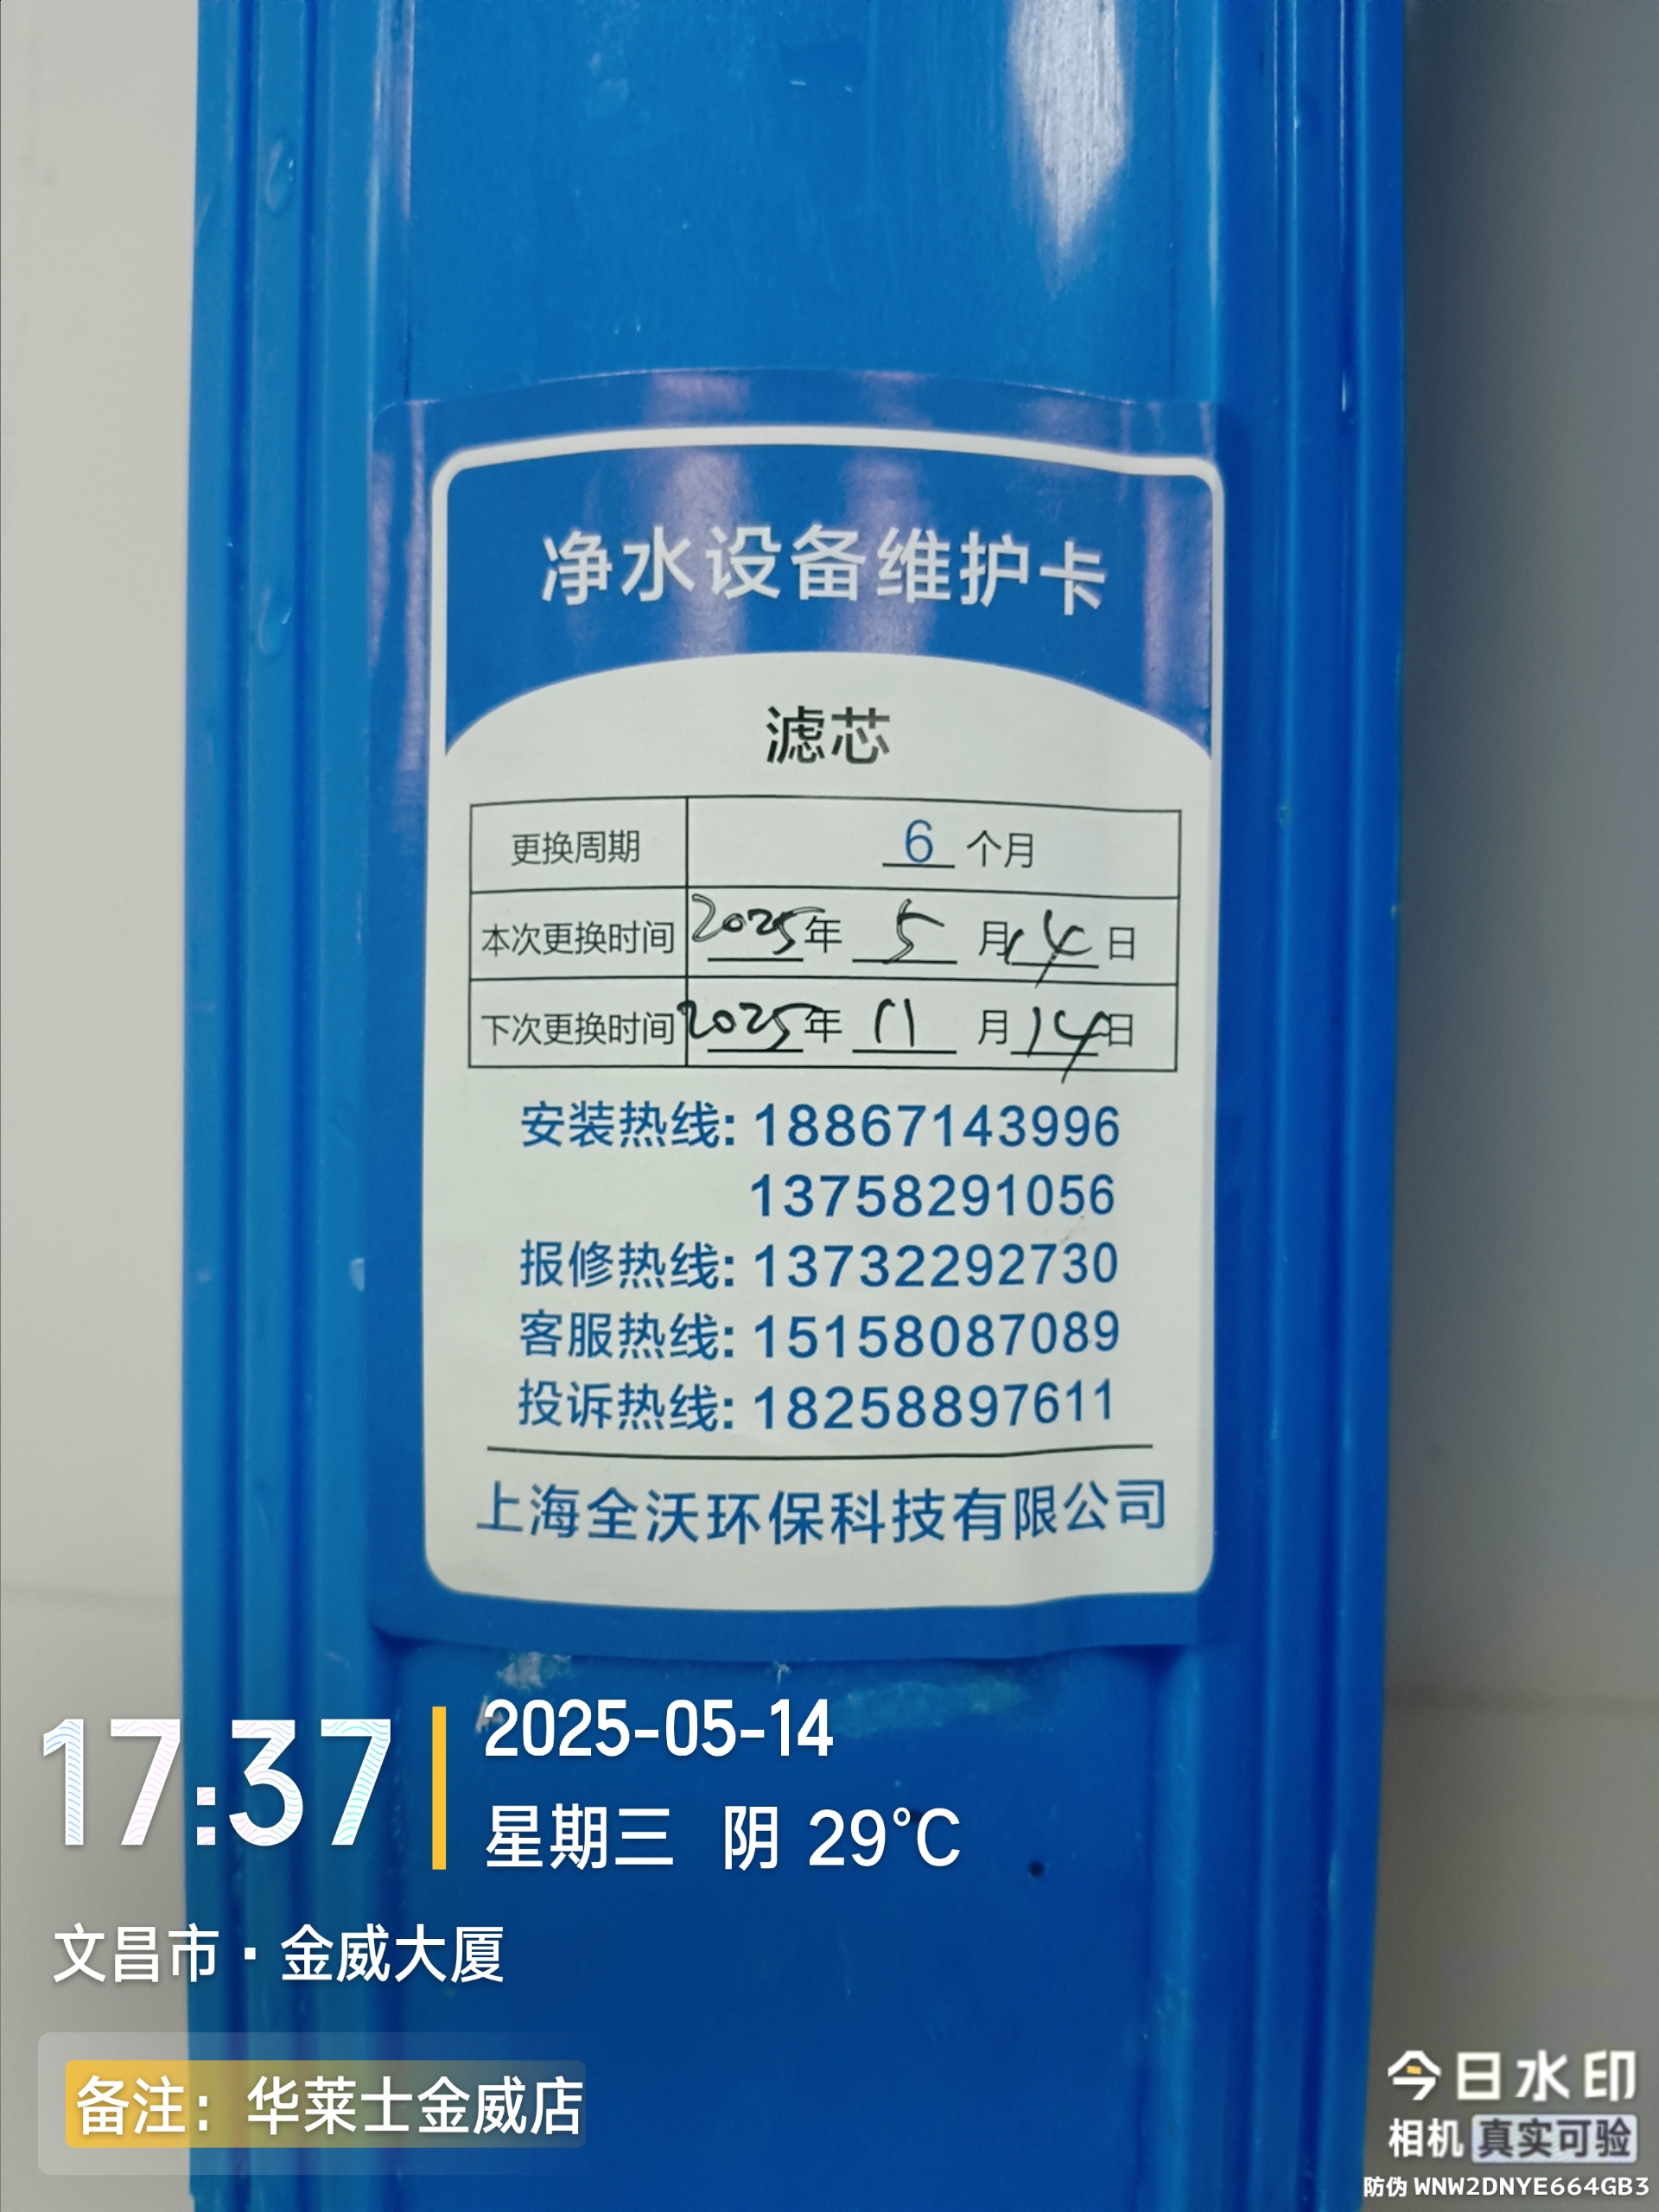 净水设备维护卡
滤芯
更换周期 6 个月
本次更换时间 2025年 5 月14日
下次更换时间 2025年 11 月14日
安装热线: 18867143996
13758291056
报修热线: 13732292730
客服热线: 15158087089
投诉热线: 18258897611
上海全沃环保科技有限公司
17:37
2025-05-14
星期三 阴 29℃
文昌市·金威大厦
备注：华莱士金威店
今日水印
相机 真实可验
防伪 WNW2DNYE664GB3